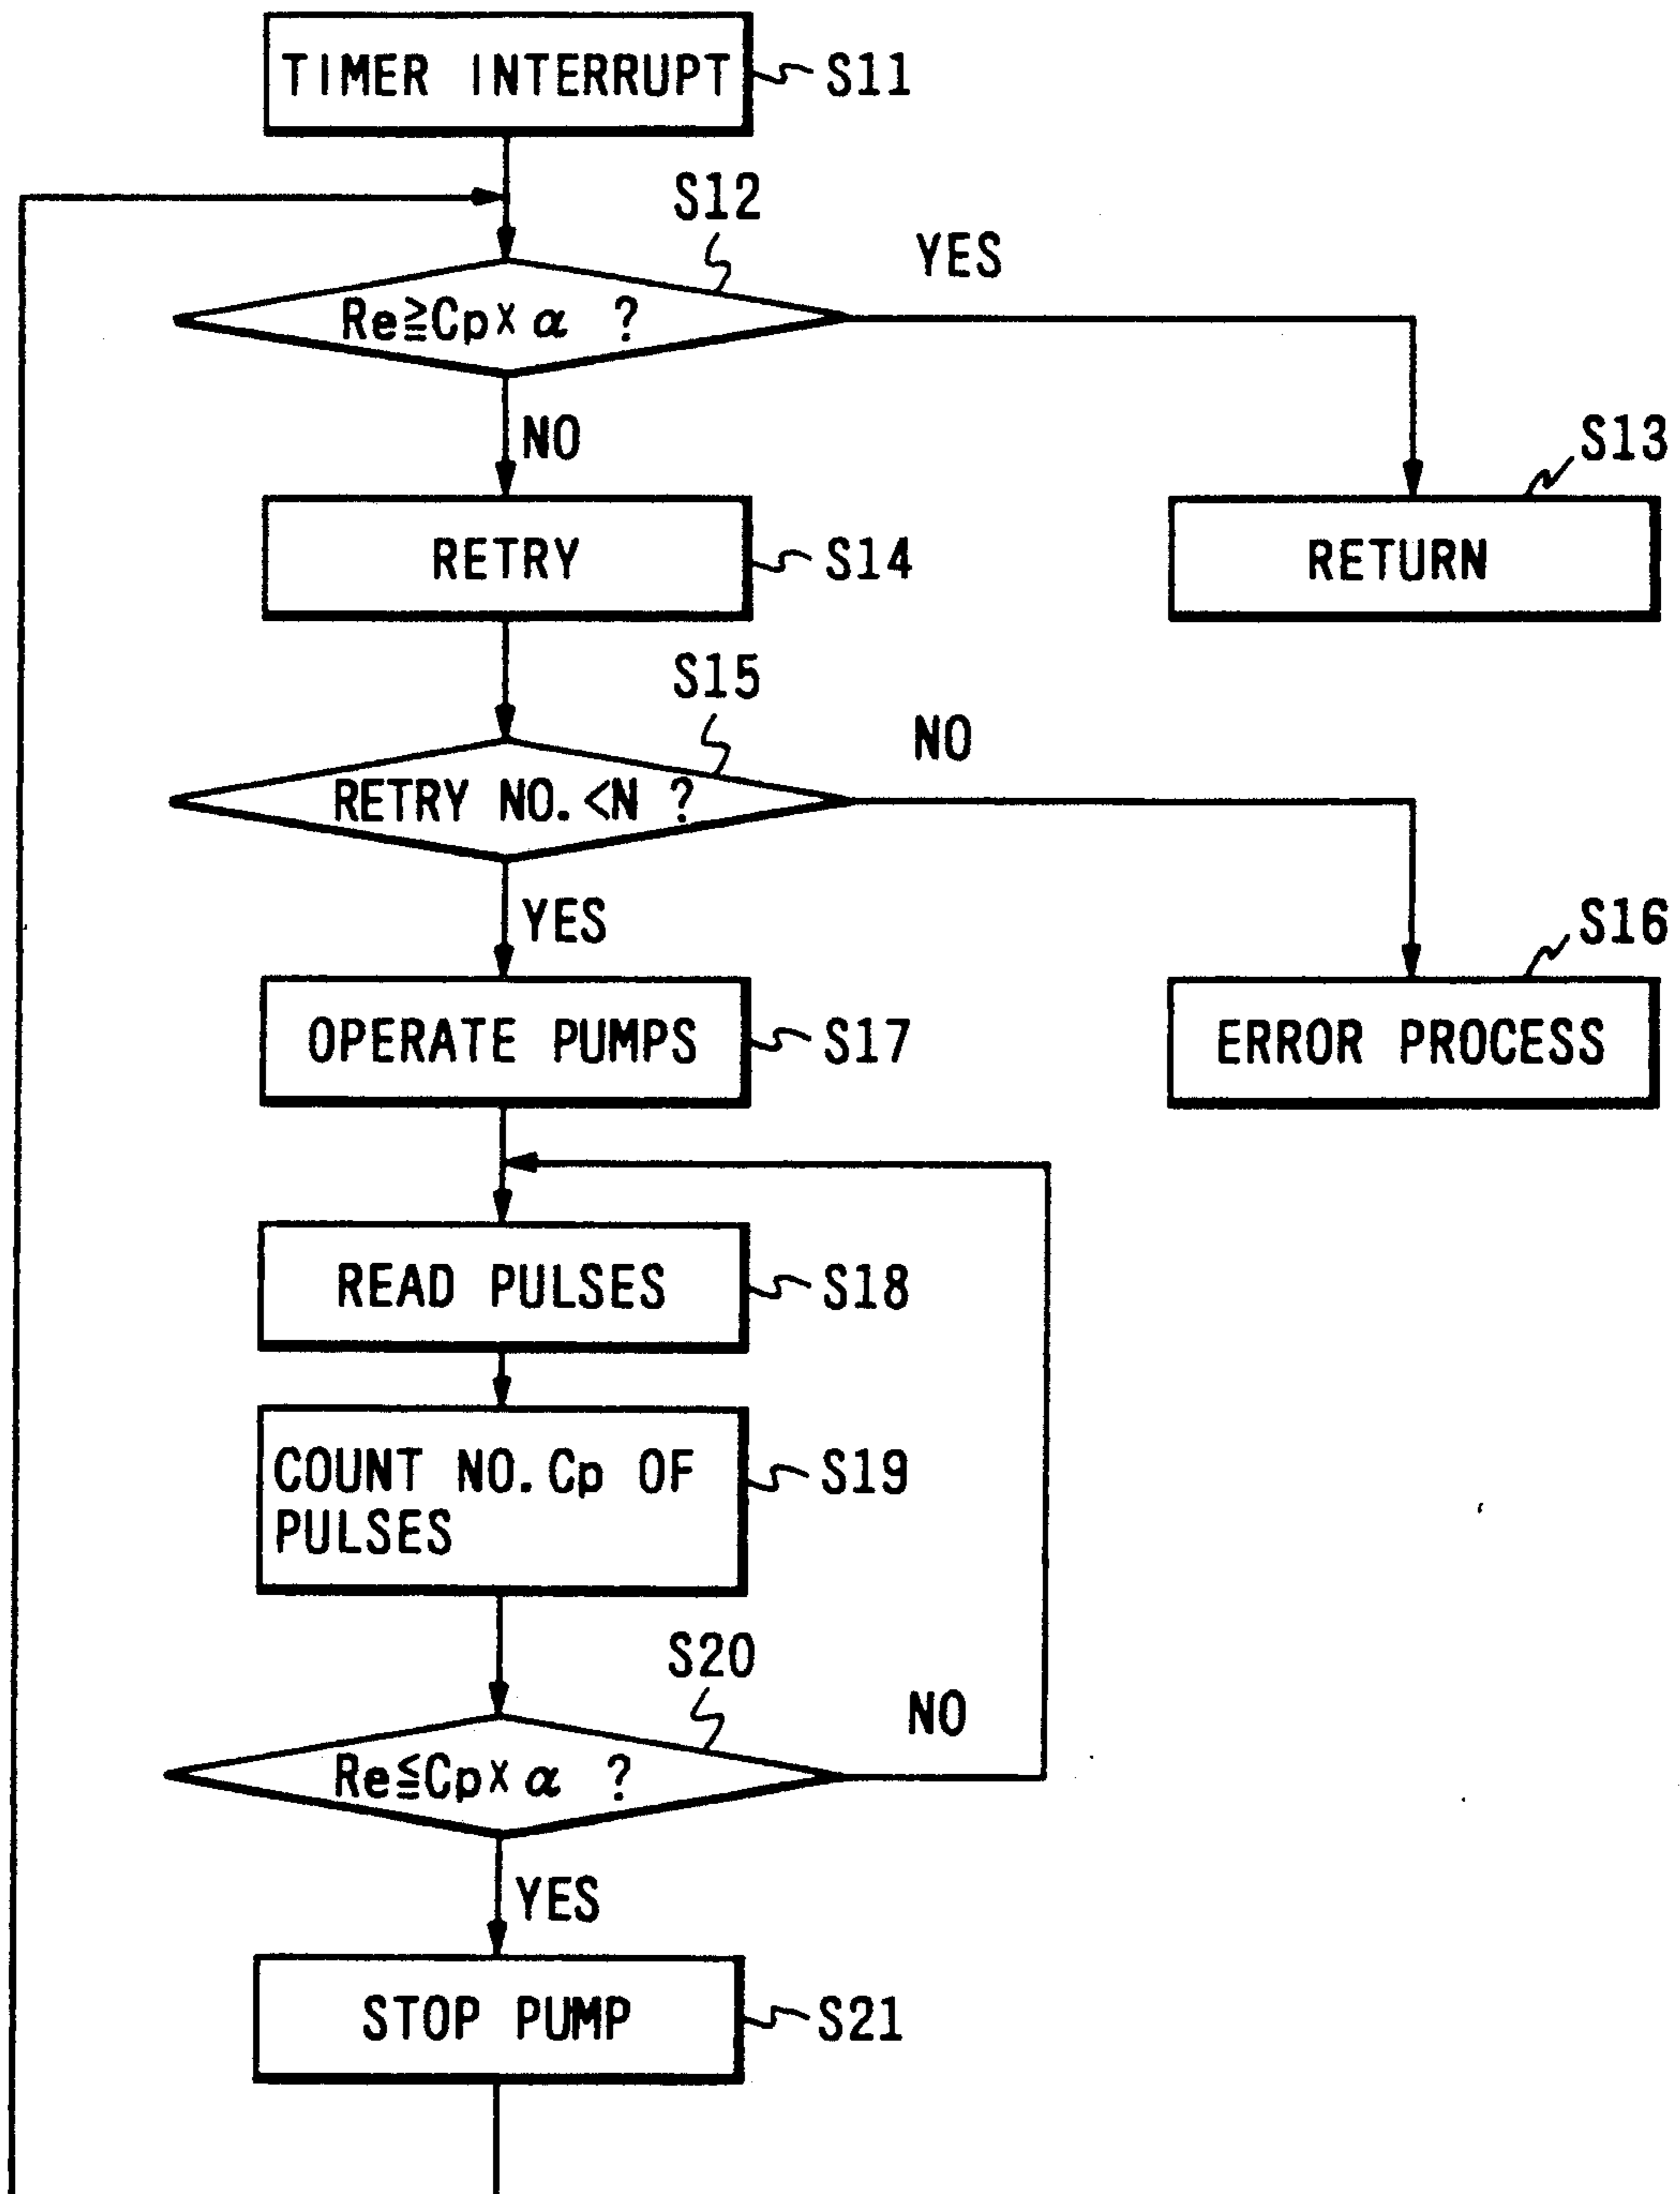 TIMER INTERRUPT S11
S12
YES
Re≧Cp×α ?
NO
S13
RETRY S14
RETURN
S15
NO
RETRY NO.<N ?
YES
S16
OPERATE PUMPS S17
ERROR PROCESS
READ PULSES S18
COUNT NO.Cp OF
PULSES
S19
S20
NO
Re≦Cp×α ?
YES
STOP PUMP S21